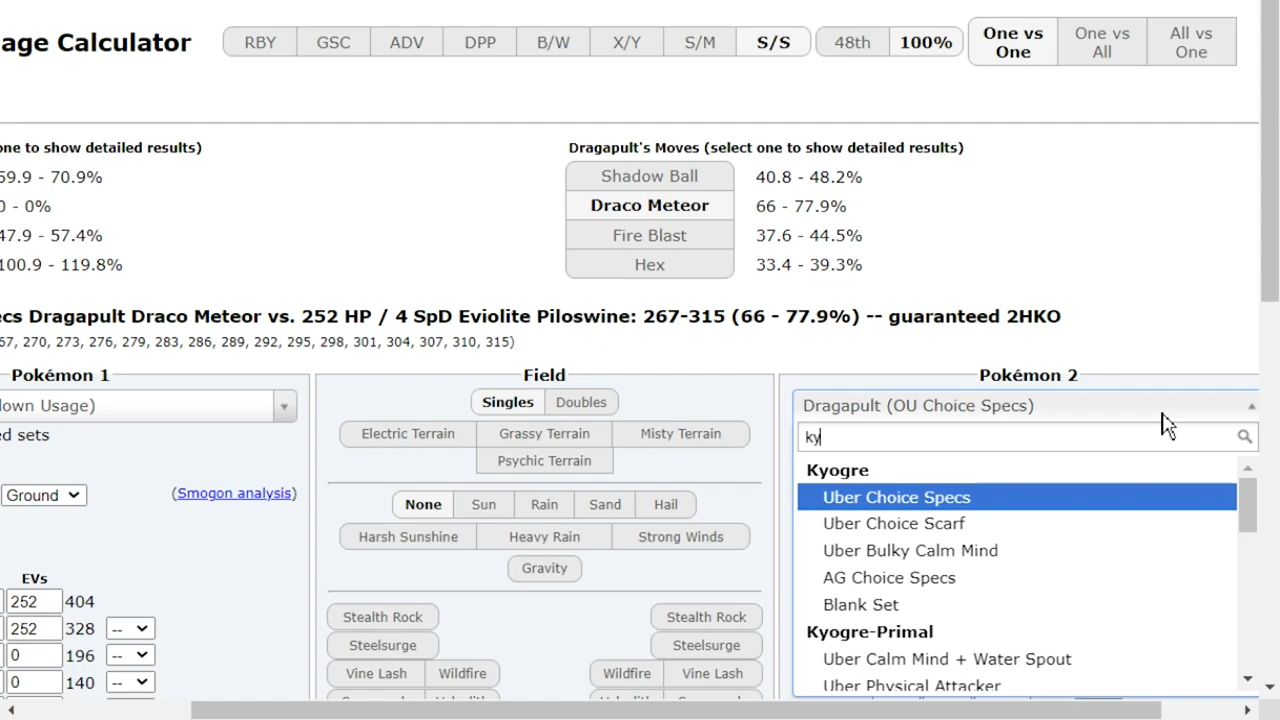 age Calculator
RBY GSC ADV DPP B/W X/Y S/M S/S 48th 100% One vs One One vs All All vs One
one to show detailed results)
59.9 - 70.9%
0 - 0%
47.9 - 57.4%
100.9 - 119.8%
Dragapult's Moves (select one to show detailed results)
Shadow Ball 40.8 - 48.2%
Draco Meteor 66 - 77.9%
Fire Blast 37.6 - 44.5%
Hex 33.4 - 39.3%
ecs Dragapult Draco Meteor vs. 252 HP / 4 SpD Eviolite Piloswine: 267-315 (66 - 77.9%) -- guaranteed 2HKO
67, 270, 273, 276, 279, 283, 286, 289, 292, 295, 298, 301, 304, 307, 310, 315)
Pokémon 1
down Usage)
ed sets
Ground
(Smogon analysis)
EVs
252 404
252 328 --
0 196 --
0 140 --
Field
Singles Doubles
Electric Terrain Grassy Terrain Misty Terrain
Psychic Terrain
None Sun Rain Sand Hail
Harsh Sunshine Heavy Rain Strong Winds
Gravity
Stealth Rock Stealth Rock
Steelsurge Steelsurge
Vine Lash Wildfire Wildfire Vine Lash
Pokémon 2
Dragapult (OU Choice Specs)
ky
Kyogre
Uber Choice Specs
Uber Choice Scarf
Uber Bulky Calm Mind
AG Choice Specs
Blank Set
Kyogre-Primal
Uber Calm Mind + Water Spout
Uber Physical Attacker